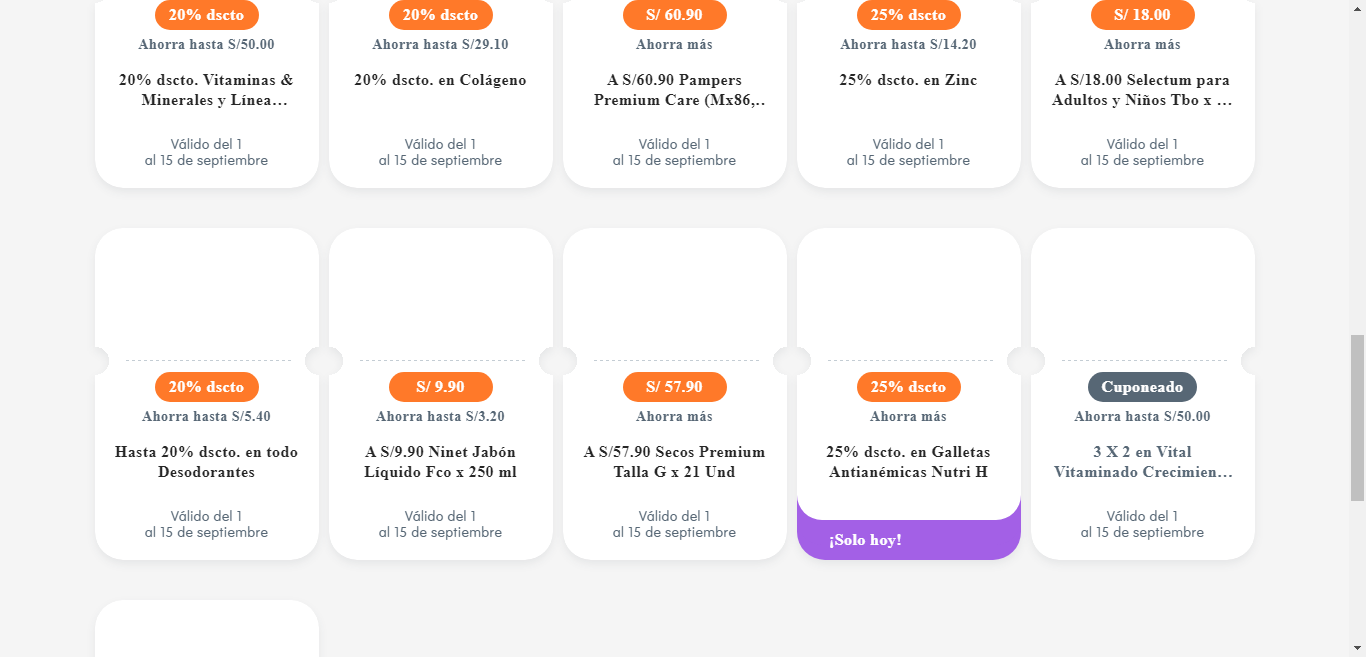 20% dscto
Ahorra hasta S/50.00
20% dscto. Vitaminas &
Minerales y Línea...
Válido del 1
al 15 de septiembre
20% dscto
Ahorra hasta S/29.10
20% dscto. en Colágeno
Válido del 1
al 15 de septiembre
S/ 60.90
Ahorra más
A S/60.90 Pampers
Premium Care (Mx86,..
Válido del 1
al 15 de septiembre
25% dscto
Ahorra hasta S/14.20
25% dscto. en Zinc
Válido del 1
al 15 de septiembre
S/ 18.00
Ahorra más
A S/18.00 Selectum para
Adultos y Niños Tbo x ...
Válido del 1
al 15 de septiembre
20% dscto
Ahorra hasta S/5.40
Hasta 20% dscto. en todo
Desodorantes
Válido del 1
al 15 de septiembre
S/ 9.90
Ahorra hasta S/3.20
A S/9.90 Ninet Jabón
Líquido Fco x 250 ml
Válido del 1
al 15 de septiembre
S/ 57.90
Ahorra más
A S/57.90 Secos Premium
Talla G x 21 Und
Válido del 1
al 15 de septiembre
25% dscto
Ahorra más
25% dscto. en Galletas
Antianémicas Nutri H
¡Solo hoy!
Cuponeado
Ahorra hasta S/50.00
3 X 2 en Vital
Vitaminado Crecimien...
Válido del 1
al 15 de septiembre